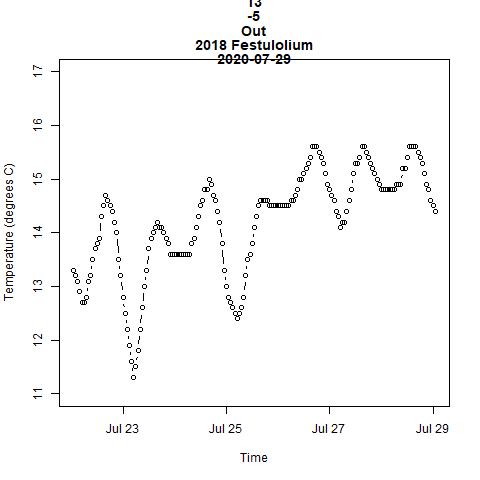 13
-5
Out
2018 Festulolium
2020-07-29
Temperature (degrees C)
17
16
15
14
13
12
11
Jul 23
Jul 25
Jul 27
Jul 29
Time